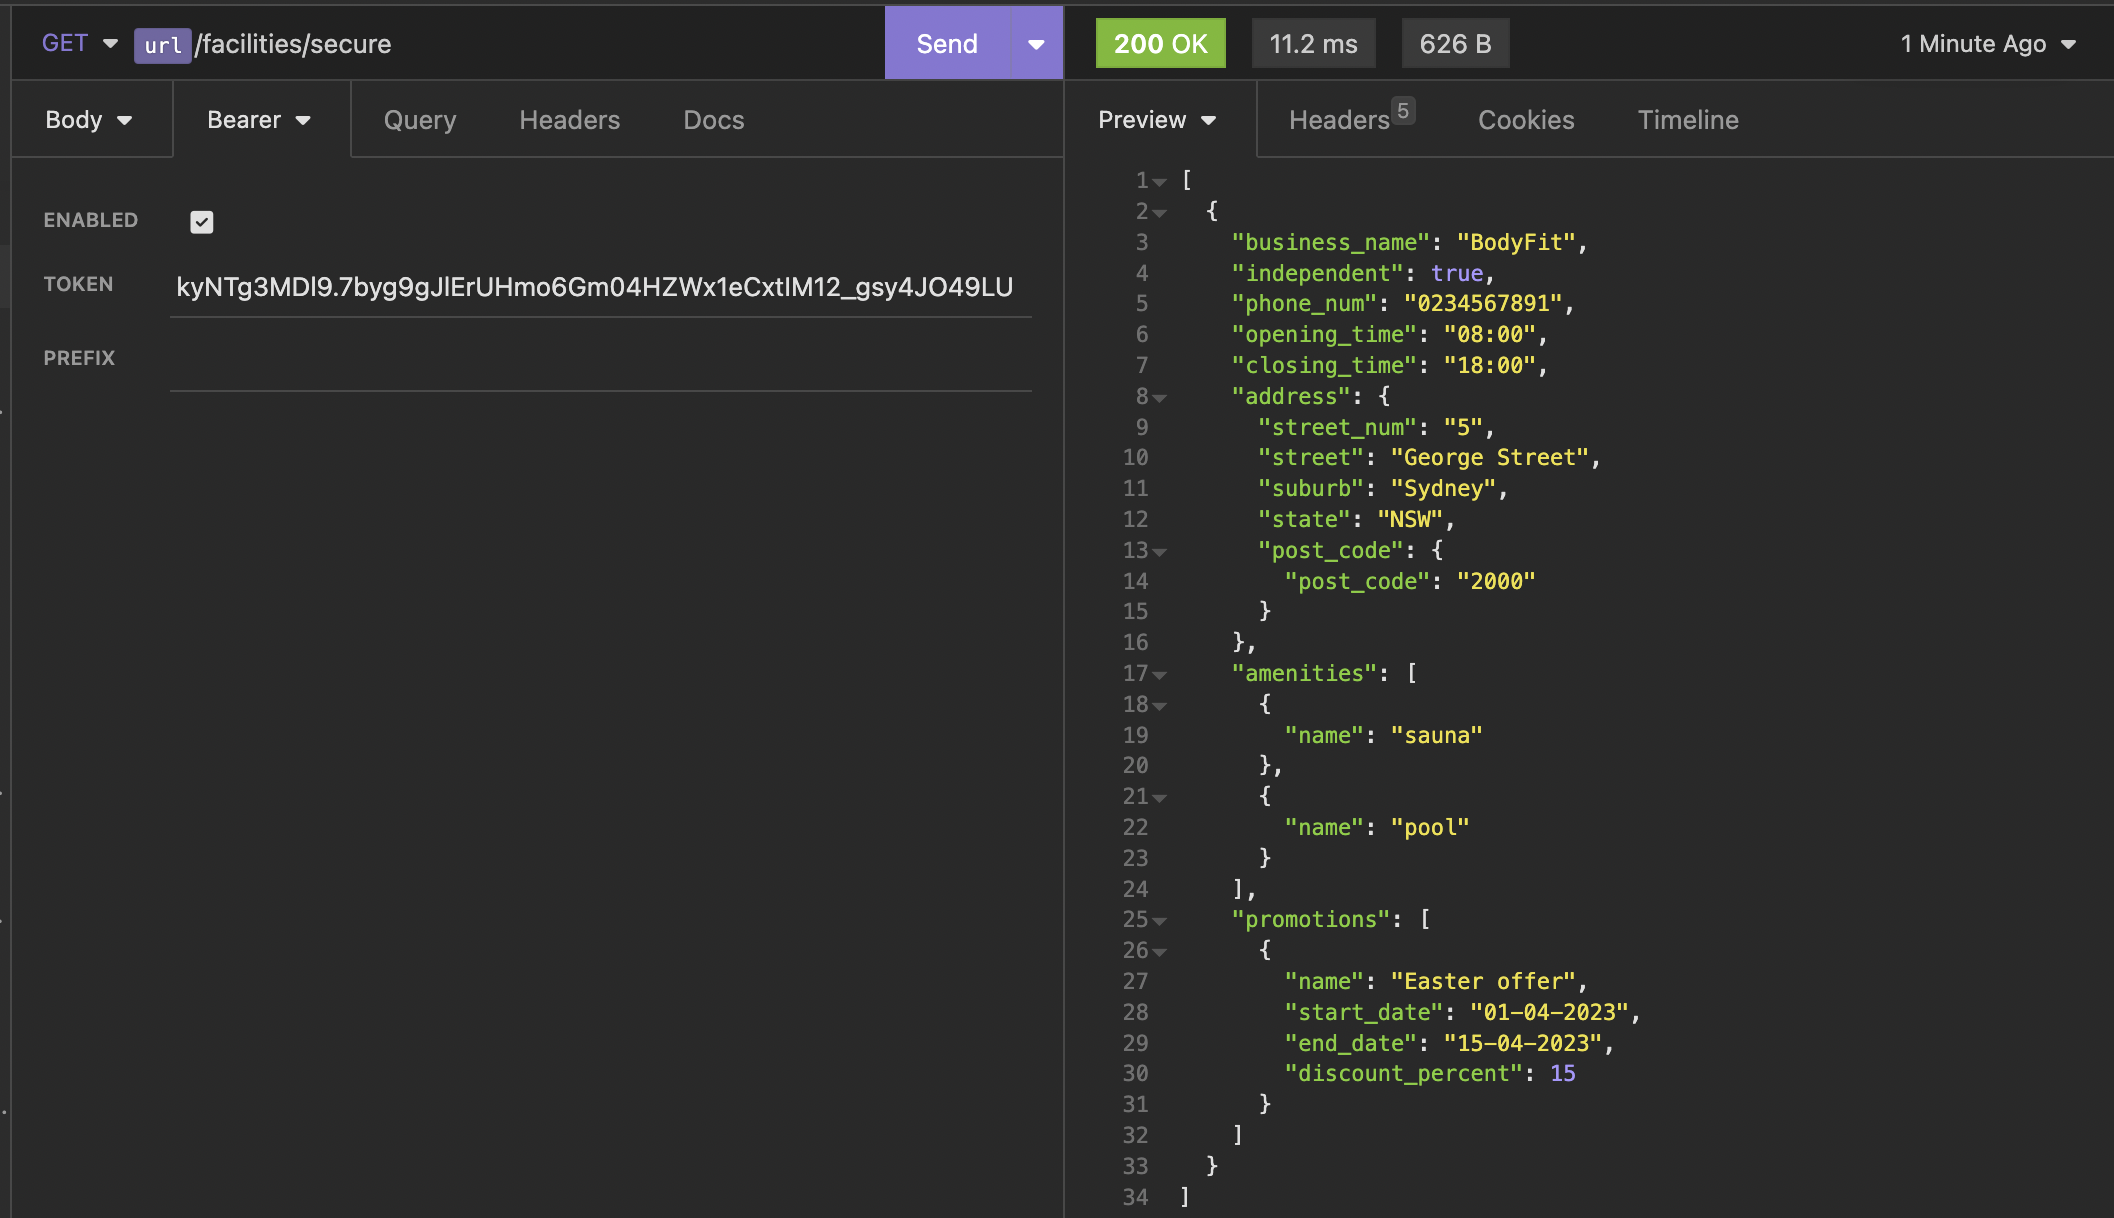 GET url /facilities/secure Send
200 OK 11.2 ms 626 B 1 Minute Ago
Body Bearer Query Headers Docs
Preview Headers 5 Cookies Timeline
ENABLED
TOKEN kyNTg3MDl9.7byg9gJlErUHmo6Gm04HZWx1eCxtIM12_gsy4JO49LU
PREFIX
1 [
2 {
3 "business_name": "BodyFit",
4 "independent": true,
5 "phone_num": "0234567891",
6 "opening_time": "08:00",
7 "closing_time": "18:00",
8 "address": {
9 "street_num": "5",
10 "street": "George Street",
11 "suburb": "Sydney",
12 "state": "NSW",
13 "post_code": {
14 "post_code": "2000"
15 }
16 },
17 "amenities": [
18 {
19 "name": "sauna"
20 },
21 {
22 "name": "pool"
23 }
24 ],
25 "promotions": [
26 {
27 "name": "Easter offer",
28 "start_date": "01-04-2023",
29 "end_date": "15-04-2023",
30 "discount_percent": 15
31 }
32 ]
33 }
34 ]